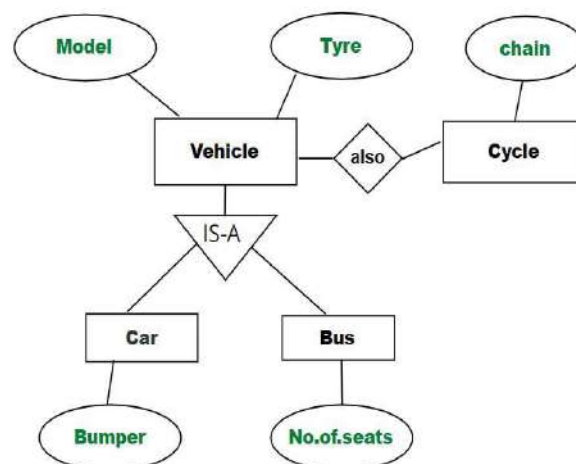 Model
Tyre
chain
Vehicle
also
Cycle
IS-A
Car
Bus
Bumper
No.of.seats